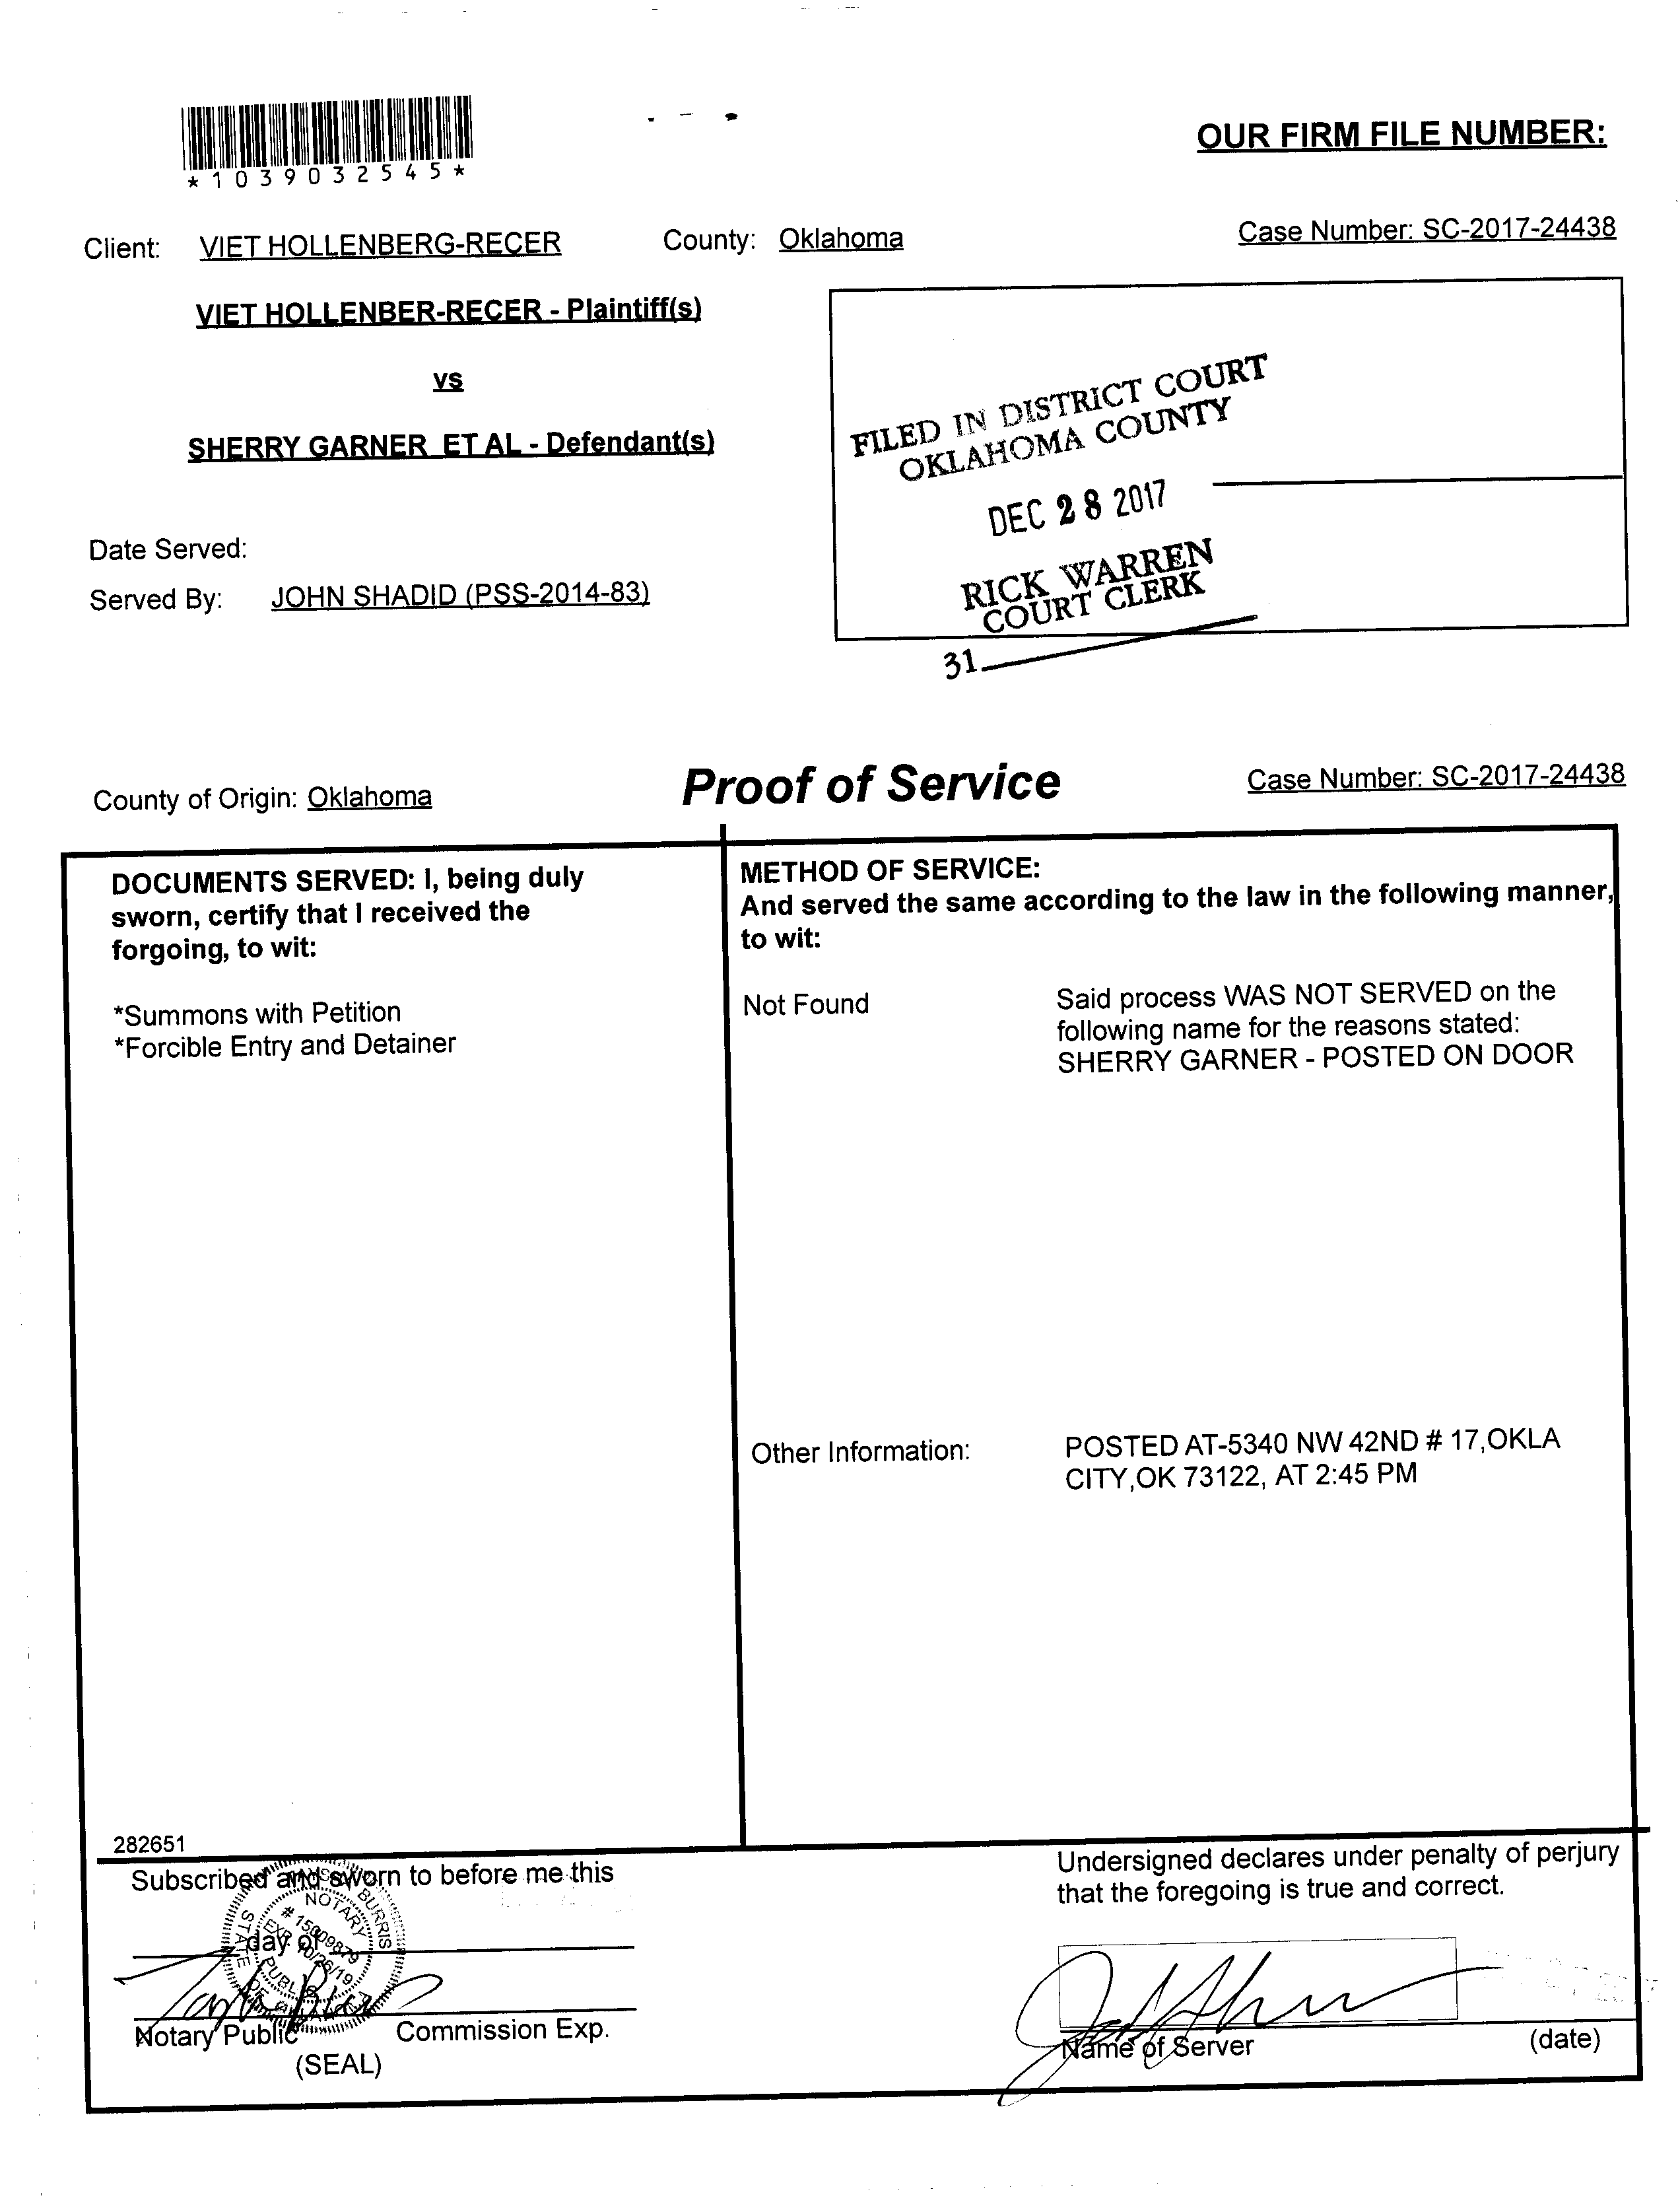 *1039032545*
OUR FIRM FILE NUMBER:
Client: VIET HOLLENBERG-RECER County: Oklahoma Case Number: SC-2017-24438
VIET HOLLENBER-RECER - Plaintiff(s)
vs
SHERRY GARNER ET AL - Defendant(s)
FILED IN DISTRICT COURT
OKLAHOMA COUNTY
DEC 28 2017
RICK WARREN
COURT CLERK
31
Date Served:
Served By: JOHN SHADID (PSS-2014-83)
County of Origin: Oklahoma Proof of Service Case Number: SC-2017-24438
DOCUMENTS SERVED: I, being duly
sworn, certify that I received the
forgoing, to wit:
*Summons with Petition
*Forcible Entry and Detainer
METHOD OF SERVICE:
And served the same according to the law in the following manner,
to wit:
Not Found Said process WAS NOT SERVED on the
following name for the reasons stated:
SHERRY GARNER - POSTED ON DOOR
Other Information: POSTED AT-5340 NW 42ND # 17,OKLA
CITY,OK 73122, AT 2:45 PM
282651
Subscribed and sworn to before me this
day of
Notary Public Commission Exp.
(SEAL)
BURRIS
NOTARY
# 15009879
EXP. 10/26/19
PUBLIC
STATE OF
Undersigned declares under penalty of perjury
that the foregoing is true and correct.
Name of Server (date)